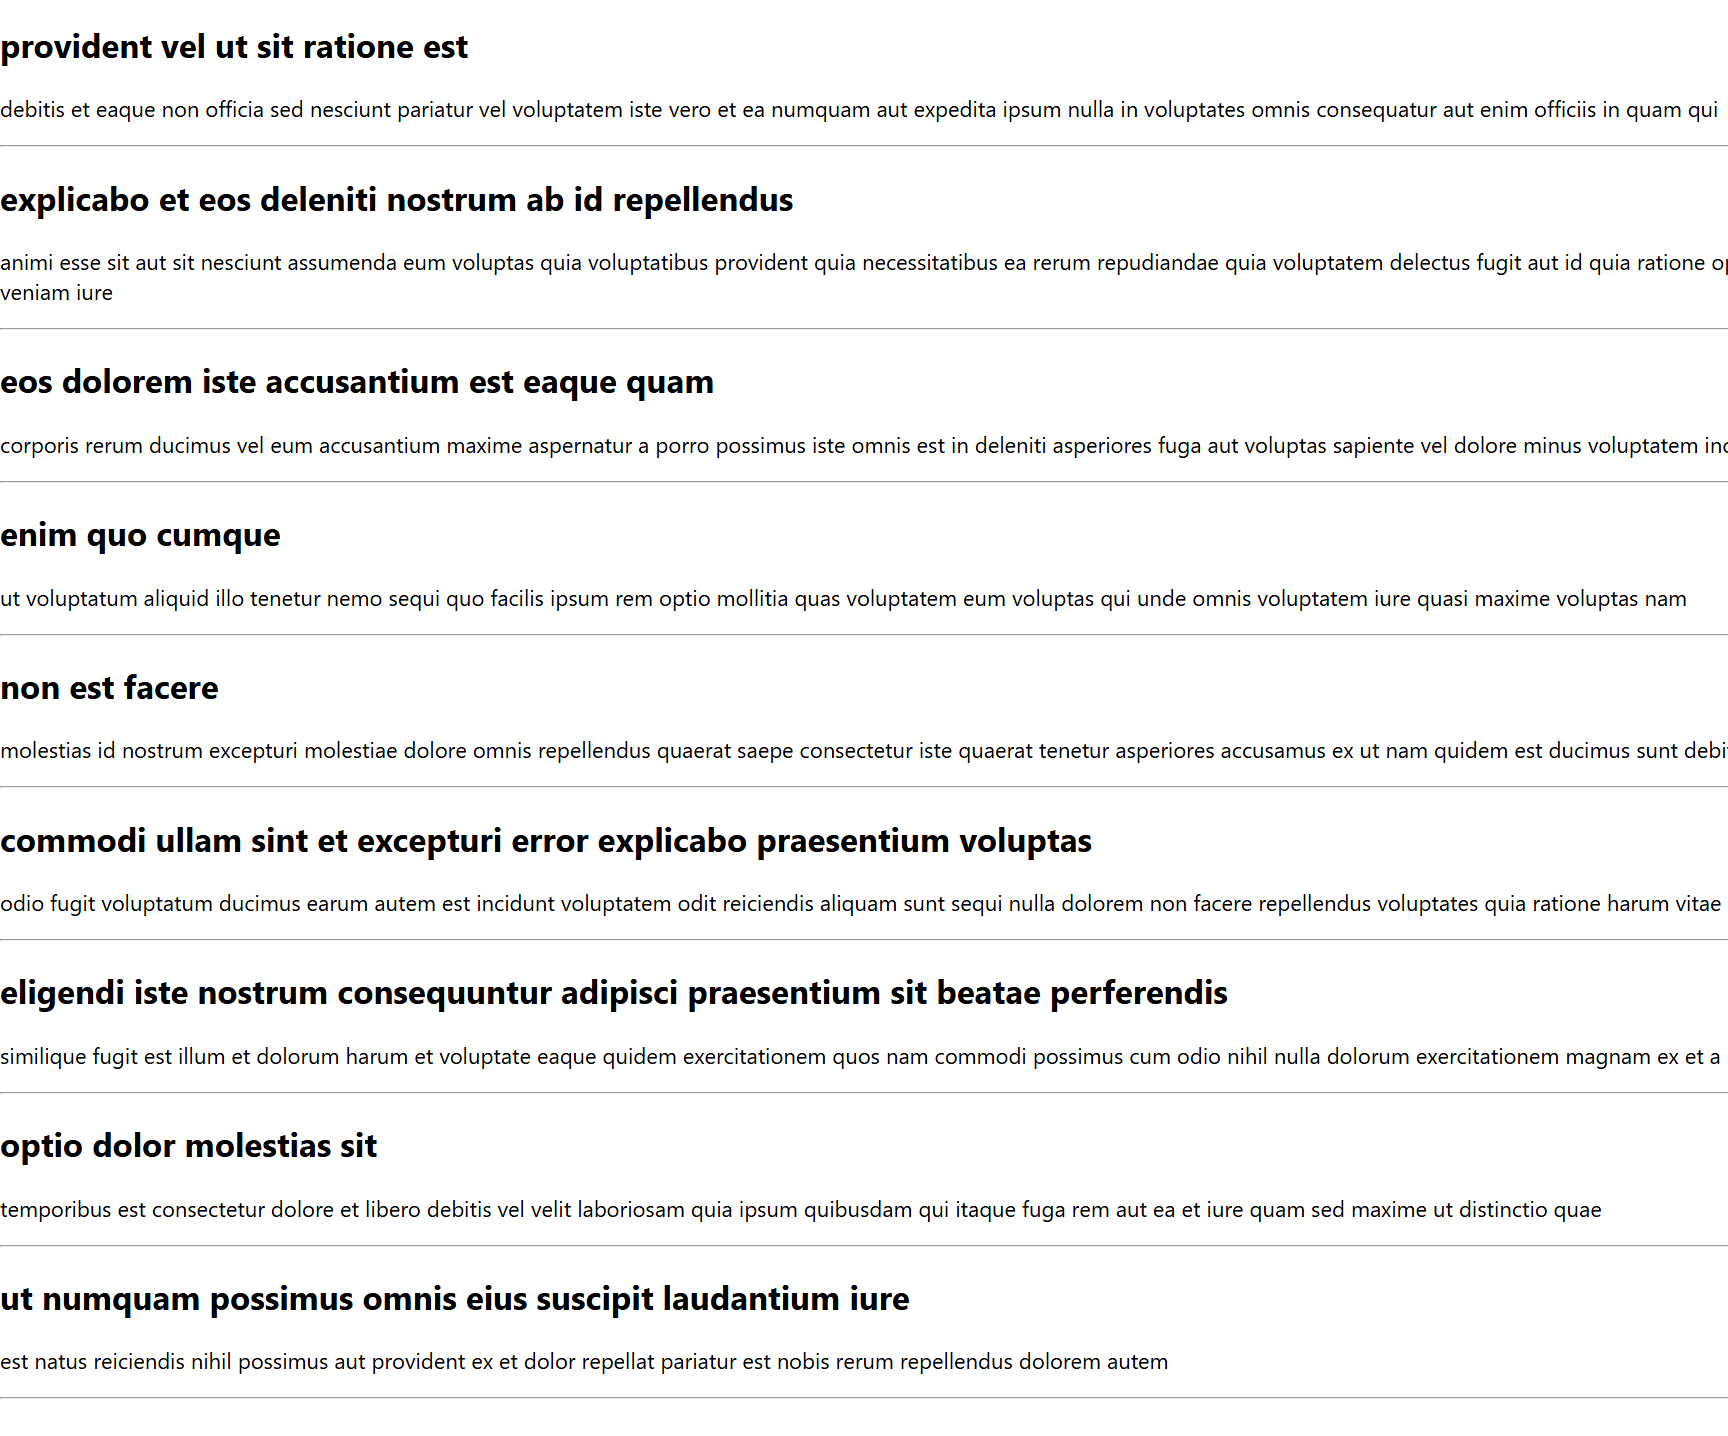 provident vel ut sit ratione est
debitis et eaque non officia sed nesciunt pariatur vel voluptatem iste vero et ea numquam aut expedita ipsum nulla in voluptates omnis consequatur aut enim officiis in quam qui
explicabo et eos deleniti nostrum ab id repellendus
animi esse sit aut sit nesciunt assumenda eum voluptas quia voluptatibus provident quia necessitatibus ea rerum repudiandae quia voluptatem delectus fugit aut id quia ratione
veniam iure
eos dolorem iste accusantium est eaque quam
corporis rerum ducimus vel eum accusantium maxime aspernatur a porro possimus iste omnis est in deleniti asperiores fuga aut voluptas sapiente vel dolore minus voluptatem
enim quo cumque
ut voluptatum aliquid illo tenetur nemo sequi quo facilis ipsum rem optio mollitia quas voluptatem eum voluptas qui unde omnis voluptatem iure quasi maxime voluptas nam
non est facere
molestias id nostrum excepturi molestiae dolore omnis repellendus quaerat saepe consectetur iste quaerat tenetur asperiores accusamus ex ut nam quidem est ducimus sunt
commodi ullam sint et excepturi error explicabo praesentium voluptas
odio fugit voluptatum ducimus earum autem est incidunt voluptatem odit reiciendis aliquam sunt sequi nulla dolorem non facere repellendus voluptates quia ratione harum vitae
eligendi iste nostrum consequuntur adipisci praesentium sit beatae perferendis
similique fugit est illum et dolorum harum et voluptate eaque quidem exercitationem quos nam commodi possimus cum odio nihil nulla dolorum exercitationem magnam ex et a
optio dolor molestias sit
temporibus est consectetur dolore et libero debitis vel velit laboriosam quia ipsum quibusdam qui itaque fuga rem aut ea et iure quam sed maxime ut distinctio quae
ut numquam possimus omnis eius suscipit laudantium iure
est natus reiciendis nihil possimus aut provident ex et dolor repellat pariatur est nobis rerum repellendus dolorem autem